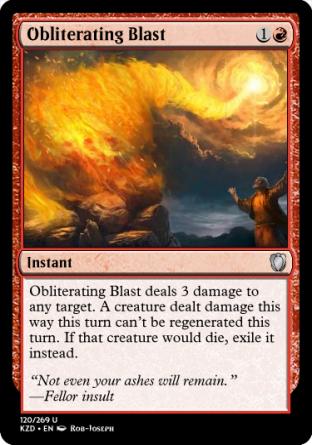 Obliterating Blast 1
Instant
Obliterating Blast deals 3 damage to
any target. A creature dealt damage this
way this turn can't be regenerated this
turn. If that creature would die, exile it
instead.
“Not even your ashes will remain.”
—Fellor insult
120/269 U
KZD • EN Rob-Joseph